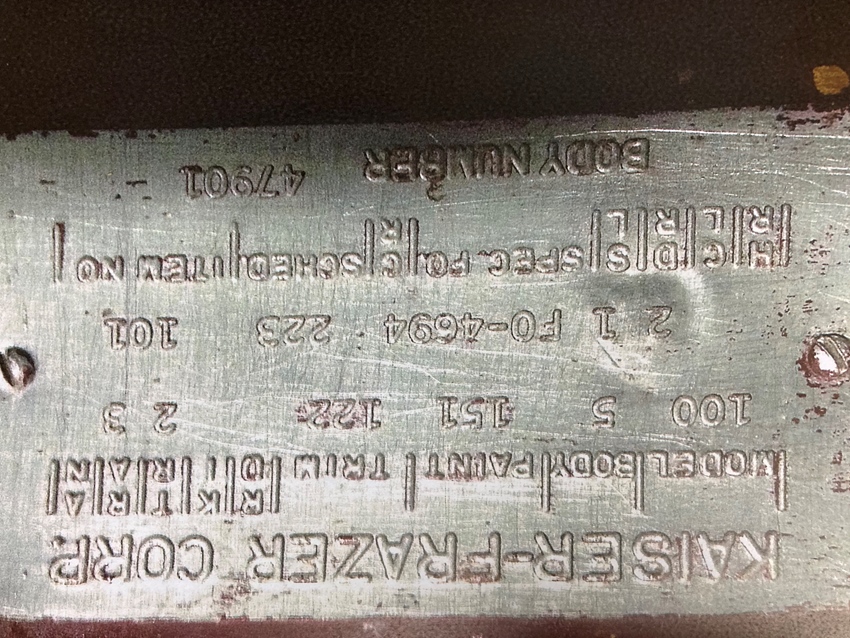 KAISER-FRAZER CORP.
MODEL BODY PAINT TRIM
100 5 151 122 2 3
2 1 FO-4694 223 101
H C D S SPEC. FO. C SCHED. ITEM NO
BODY NUMBER 47901